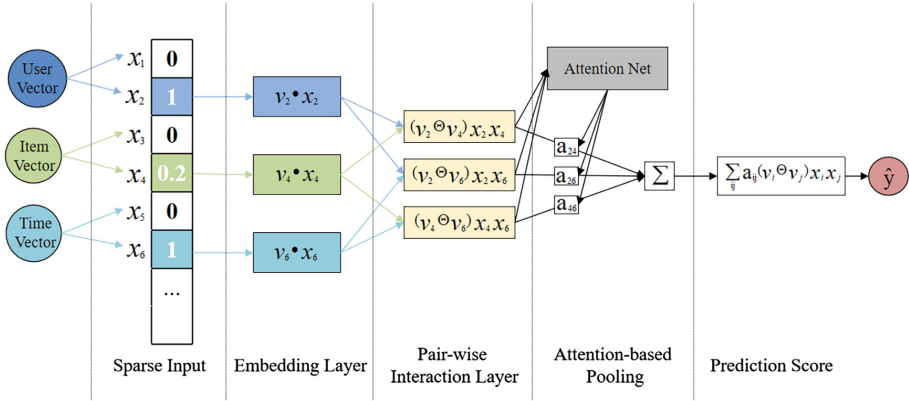 User
Vector
Item
Vector
Time
Vector
x₁ 0
x₂ 1
x₃ 0
x₄ 0.2
x₅ 0
x₆ 1
...
Sparse Input
v₂•x₂
v₄•x₄
v₆•x₆
Embedding Layer
(v₂Θv₄)x₂x₄
(v₂Θv₆)x₂x₆
(v₄Θv₆)x₄x₆
Pair-wise
Interaction Layer
Attention Net
a₂₄
a₂₆
a₄₆
∑
Attention-based
Pooling
∑ᵢⱼ aᵢⱼ(vᵢΘvⱼ)xᵢxⱼ
ŷ
Prediction Score